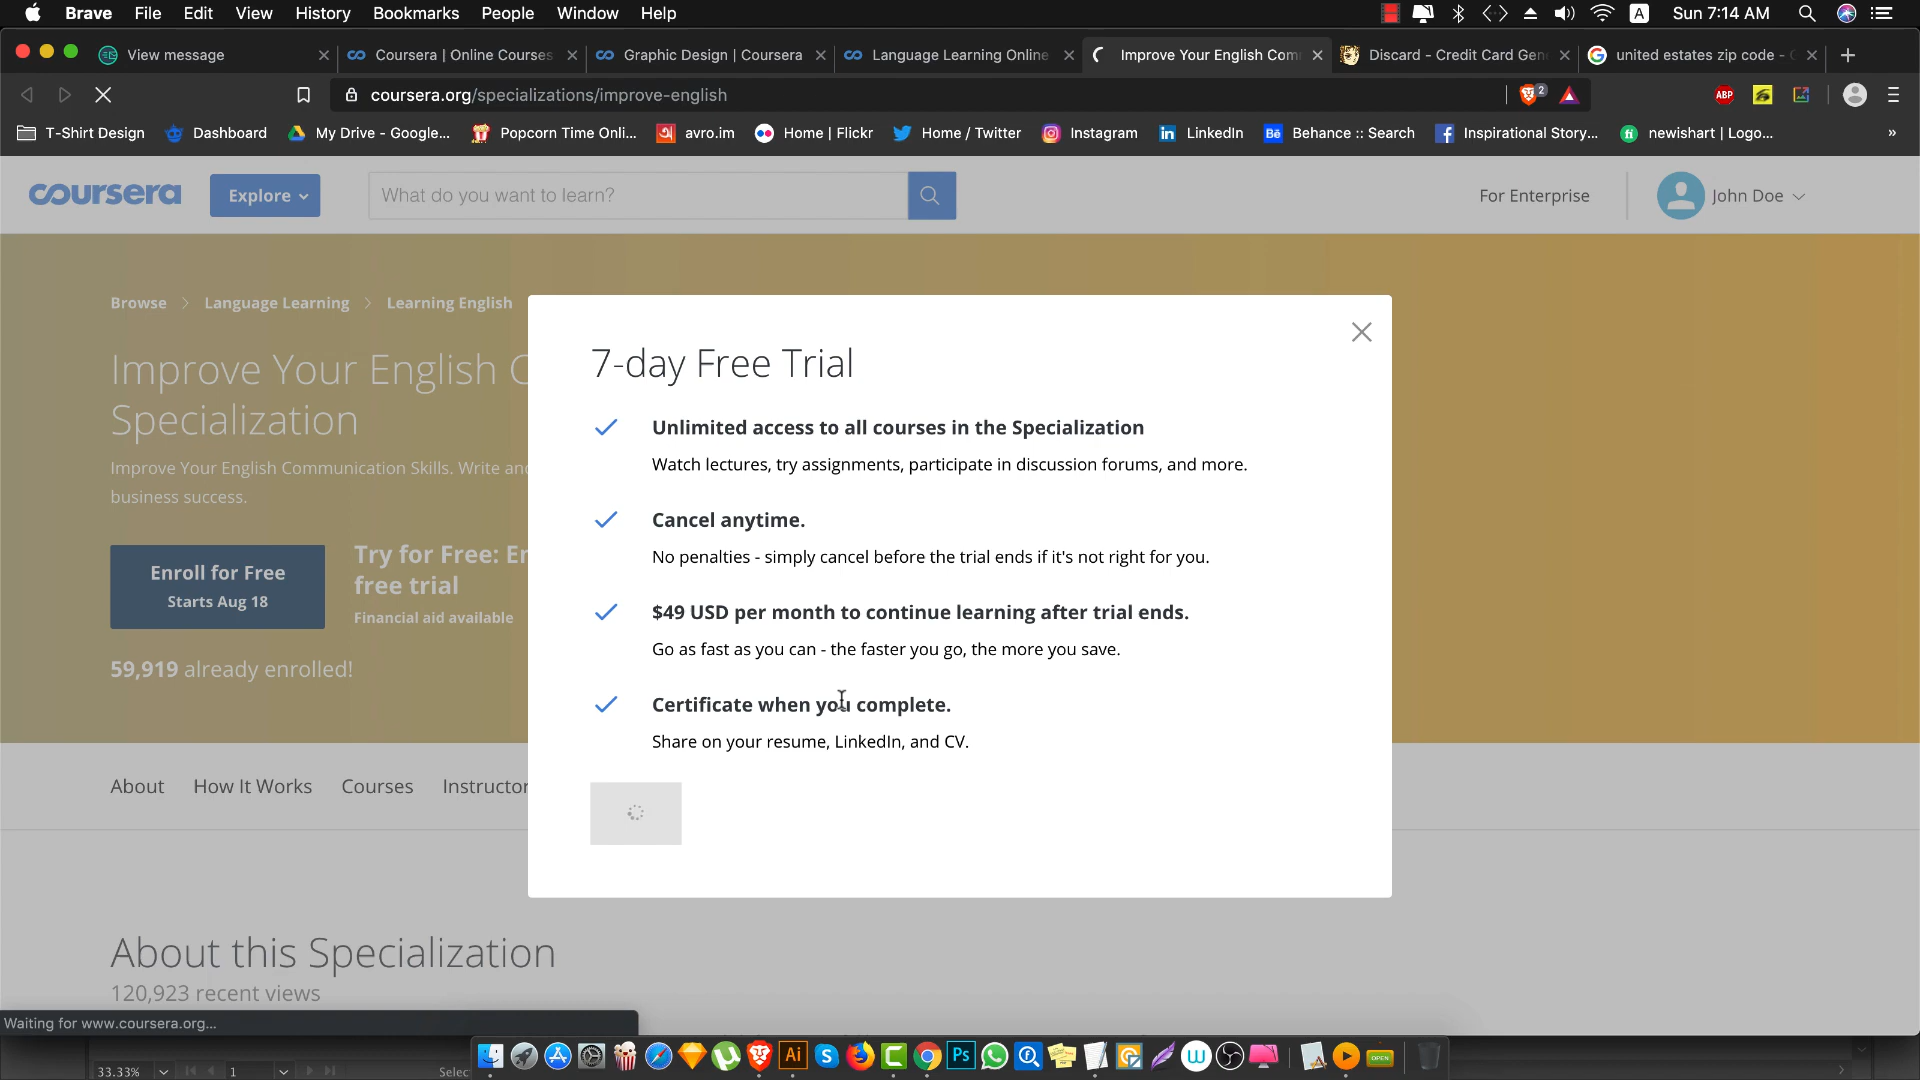 Brave File Edit View History Bookmarks People Window Help
A Sun 7:14 AM
View message
Coursera | Online Courses
Graphic Design | Coursera
Language Learning Online
Improve Your English Com
Discard - Credit Card Gen
united estates zip code -
coursera.org/specializations/improve-english
2
ABP
T-Shirt Design
Dashboard
My Drive - Google...
Popcorn Time Onli...
avro.im
Home | Flickr
Home / Twitter
Instagram
LinkedIn
Behance :: Search
Inspirational Story...
newishart | Logo...
»
coursera
Explore
What do you want to learn?
For Enterprise
John Doe
Browse > Language Learning > Learning English
Improve Your English C
Specialization
Improve Your English Communication Skills. Write and
business success.
Enroll for Free
Starts Aug 18
Try for Free: En
free trial
Financial aid available
59,919 already enrolled!
7-day Free Trial
Unlimited access to all courses in the Specialization
Watch lectures, try assignments, participate in discussion forums, and more.
Cancel anytime.
No penalties - simply cancel before the trial ends if it's not right for you.
$49 USD per month to continue learning after trial ends.
Go as fast as you can - the faster you go, the more you save.
Certificate when you complete.
Share on your resume, LinkedIn, and CV.
About
How It Works
Courses
Instructor
About this Specialization
120,923 recent views
Waiting for www.coursera.org...
33.33%
1
Selec
Ai
Ps
OPEN